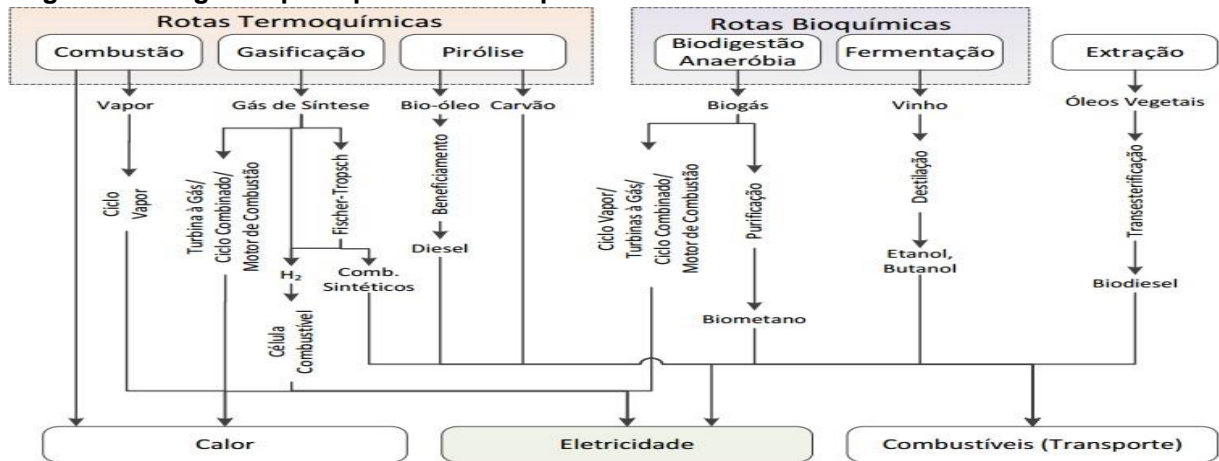 Rotas Termoquímicas
Rotas Bioquímicas
Combustão
Gasificação
Pirólise
Biodigestão
Anaeróbia
Fermentação
Extração
Vapor
Gás de Síntese
Bio-óleo
Carvão
Biogás
Vinho
Óleos Vegetais
Ciclo
Vapor
Turbina à Gás/
Ciclo Combinado/
Motor de Combustão
Fischer-Tropsch
Beneficiamento
Ciclo Vapor/
Turbinas à Gás/
Ciclo Combinado/
Motor de Combustão
Purificação
Destilação
Transesterificação
H₂
Comb.
Sintéticos
Diesel
Etanol,
Butanol
Biodiesel
Célula
Combustível
Biometano
Calor
Eletricidade
Combustíveis (Transporte)